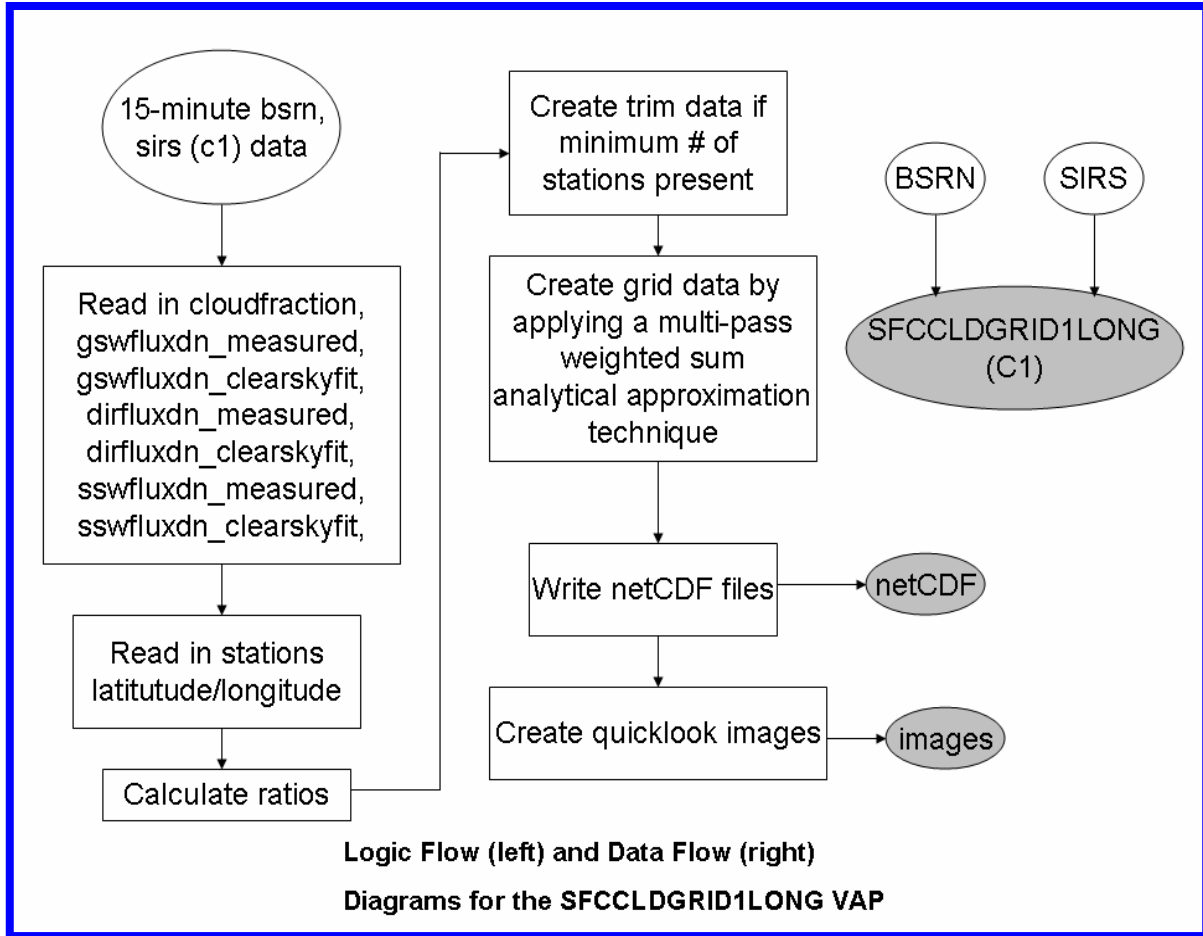 15-minute bsrn,
sirs (c1) data
Read in cloudfraction,
gswfluxdn_measured,
gswfluxdn_clearskyfit,
dirfluxdn_measured,
dirfluxdn_clearskyfit,
sswfluxdn_measured,
sswfluxdn_clearskyfit,
Read in stations
latitutude/longitude
Calculate ratios
Create trim data if
minimum # of
stations present
Create grid data by
applying a multi-pass
weighted sum
analytical approximation
technique
Write netCDF files
netCDF
Create quicklook images
images
BSRN
SIRS
SFCCLDGRID1LONG
(C1)
Logic Flow (left) and Data Flow (right)
Diagrams for the SFCCLDGRID1LONG VAP